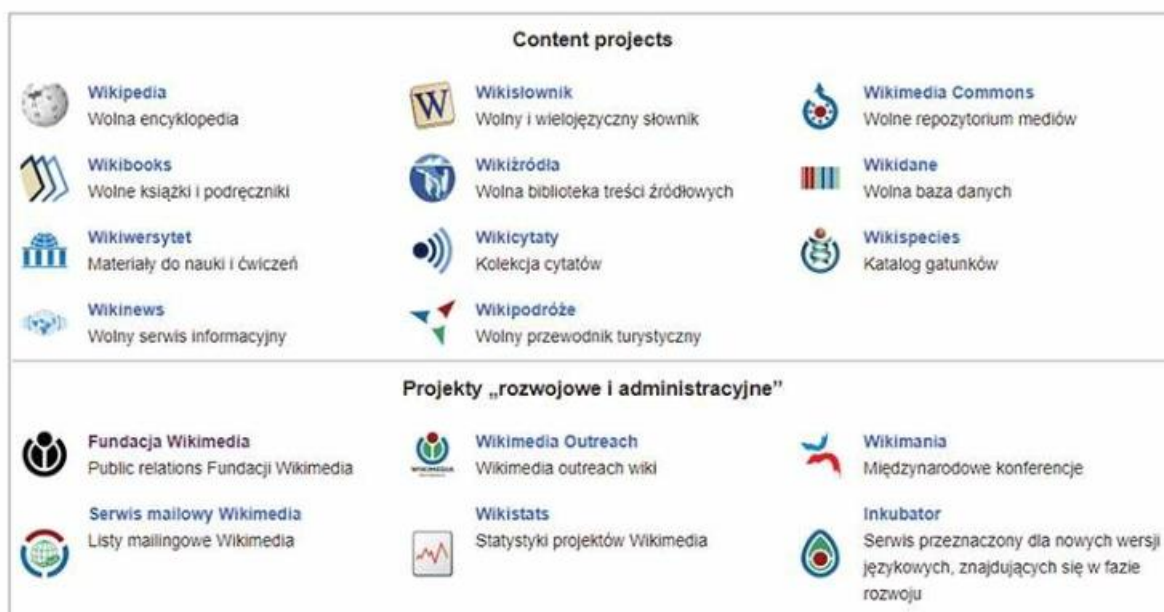 Content projects
Wikipedia
Wolna encyklopedia
Wikisłownik
Wolny i wielojęzyczny słownik
Wikimedia Commons
Wolne repozytorium mediów
Wikibooks
Wolne książki i podręczniki
Wikiźródła
Wolna biblioteka treści źródłowych
Wikidane
Wolna baza danych
Wikiwersytet
Materiały do nauki i ćwiczeń
Wikicytaty
Kolekcja cytatów
Wikispecies
Katalog gatunków
Wikinews
Wolny serwis informacyjny
Wikipodróże
Wolny przewodnik turystyczny
Projekty „rozwojowe i administracyjne”
Fundacja Wikimedia
Public relations Fundacji Wikimedia
Wikimedia Outreach
Wikimedia outreach wiki
WIKIMEDIA
Wikimania
Międzynarodowe konferencje
Serwis mailowy Wikimedia
Listy mailingowe Wikimedia
Wikistats
Statystyki projektów Wikimedia
Inkubator
Serwis przeznaczony dla nowych wersji
językowych, znajdujących się w fazie
rozwoju